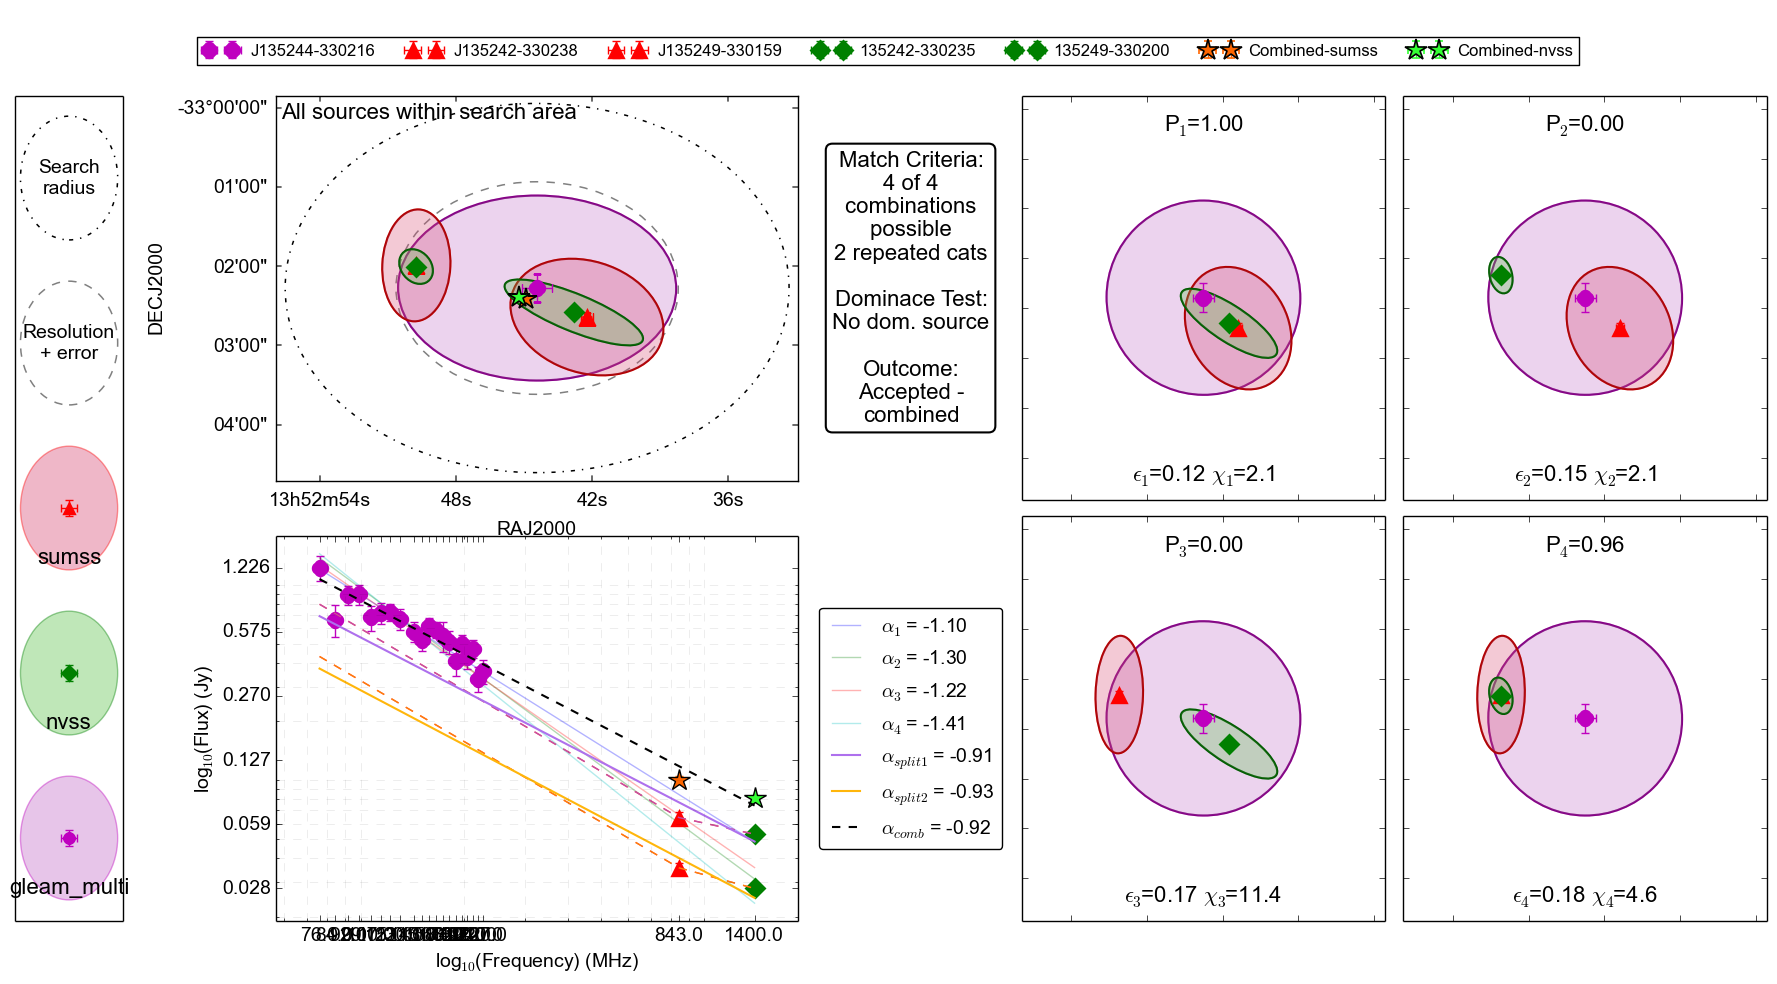 J135244-330216 J135242-330238 J135249-330159 135242-330235 135249-330200 Combined-sumss Combined-nvss
Search
radius
Resolution
+ error
sumss
nvss
gleam_multi
All sources within search area
DECJ2000
-33°00'00"
01'00"
02'00"
03'00"
04'00"
13h52m54s 48s 42s 36s
RAJ2000
Match Criteria:
4 of 4
combinations
possible
2 repeated cats
Dominace Test:
No dom. source
Outcome:
Accepted -
combined
P1=1.00
ϵ1=0.12 χ1=2.1
P2=0.00
ϵ2=0.15 χ2=2.1
P3=0.00
ϵ3=0.17 χ3=11.4
P4=0.96
ϵ4=0.18 χ4=4.6
log10(Flux) (Jy)
1.226
0.575
0.270
0.127
0.059
0.028
843.0 1400.0
log10(Frequency) (MHz)
α1 = -1.10
α2 = -1.30
α3 = -1.22
α4 = -1.41
αsplit1 = -0.91
αsplit2 = -0.93
αcomb = -0.92